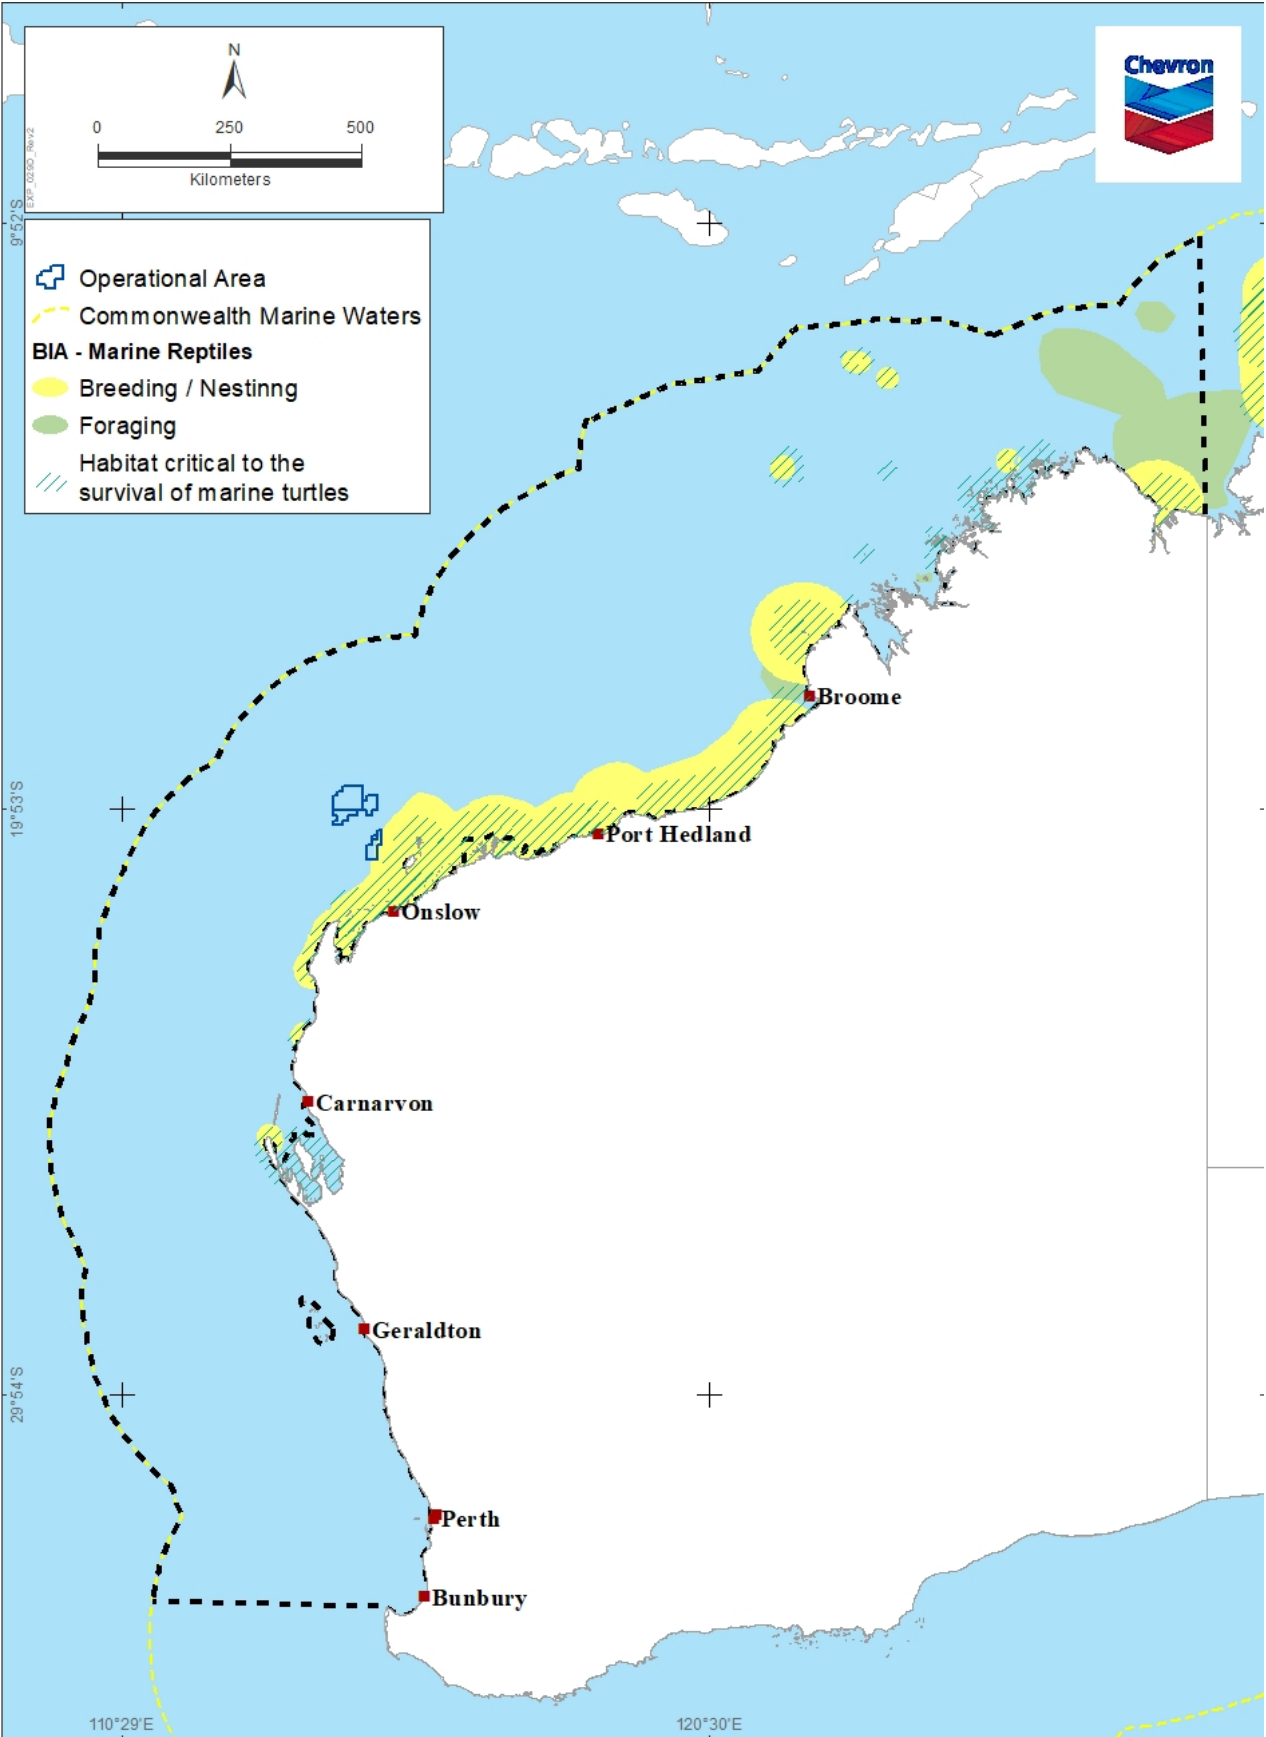 N
0 250 500
Kilometers
EXP_0290_Rev2
Chevron
9°52'S
Operational Area
Commonwealth Marine Waters
BIA - Marine Reptiles
Breeding / Nestinng
Foraging
Habitat critical to the
survival of marine turtles
Broome
19°53'S
Port Hedland
Onslow
Carnarvon
Geraldton
29°54'S
Perth
Bunbury
110°29'E 120°30'E